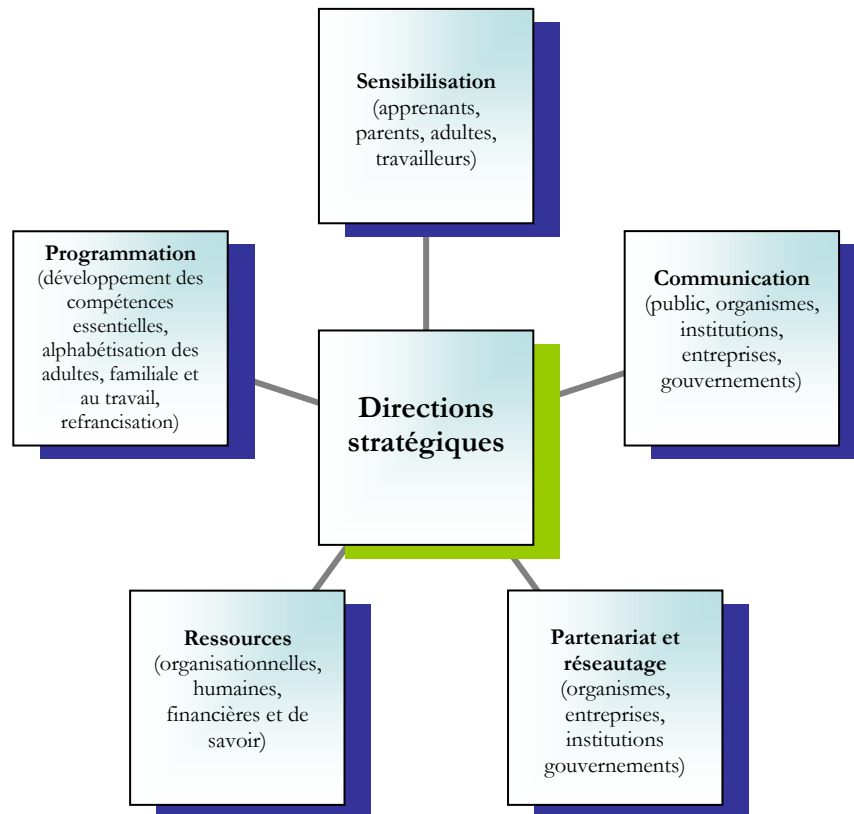 Sensibilisation
(apprenants,
parents, adultes,
travailleurs)
Programmation
(développement des
compétences
essentielles,
alphabétisation des
adultes, familiale et
au travail,
refrancisation)
Communication
(public, organismes,
institutions,
entreprises,
gouvernements)
Directions
stratégiques
Ressources
(organisationnelles,
humaines,
financières et de
savoir)
Partenariat et
réseautage
(organismes,
entreprises,
institutions
gouvernements)